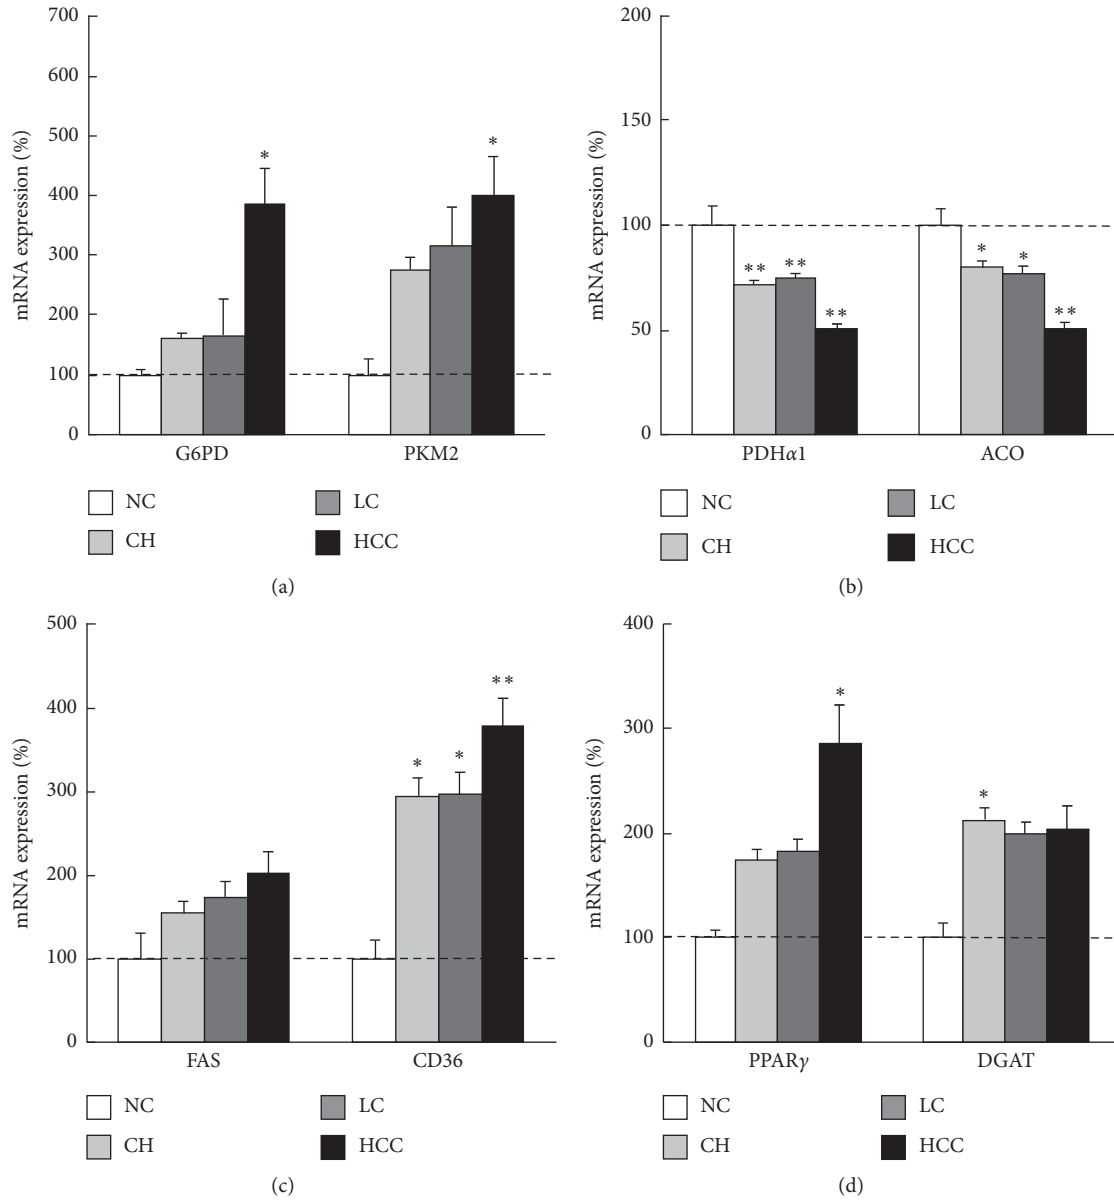 700
600
500
400
300
200
100
0
mRNA expression (%)
*
*
G6PD
PKM2
NC
LC
CH
HCC
(a)
200
150
100
50
0
mRNA expression (%)
**
**
**
*
*
**
PDHα1
ACO
NC
LC
CH
HCC
(b)
500
400
300
200
100
0
mRNA expression (%)
*
*
**
FAS
CD36
NC
LC
CH
HCC
(c)
400
300
200
100
0
mRNA expression (%)
*
*
PPARγ
DGAT
NC
LC
CH
HCC
(d)